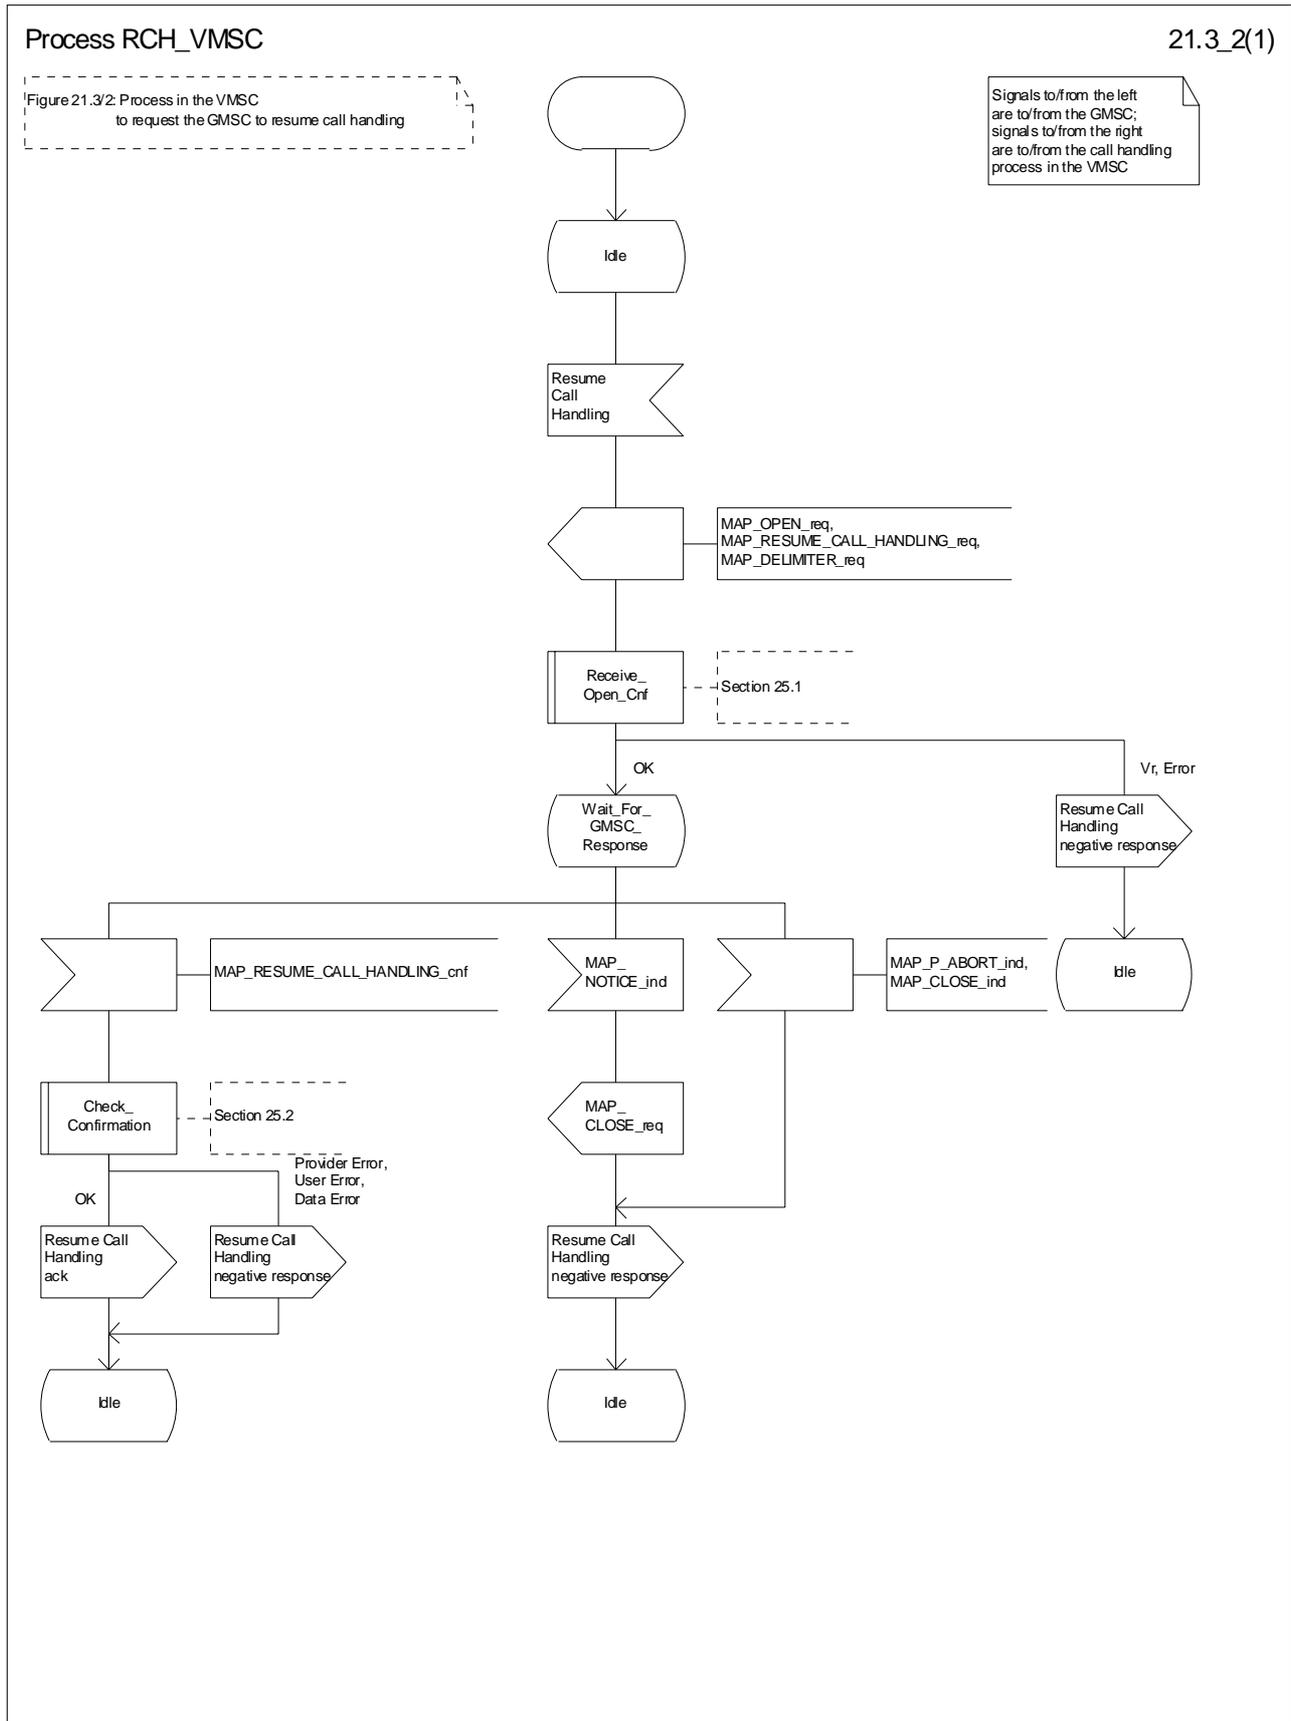 Process RCH_VMSC
21.3_2(1)
Figure 21.3/2: Process in the VMSC
to request the GMSC to resume call handling
Signals to/from the left
are to/from the GMSC;
signals to/from the right
are to/from the call handling
process in the VMSC
Idle
Resume
Call
Handling
MAP_OPEN_req,
MAP_RESUME_CALL_HANDLING_req,
MAP_DELIMITER_req
Receive_
Open_Cnf
Section 25.1
OK
Vr, Error
Wait_For_
GMSC_
Response
Resume Call
Handling
negative response
MAP_RESUME_CALL_HANDLING_cnf
MAP_
NOTICE_ind
MAP_P_ABORT_ind,
MAP_CLOSE_ind
Idle
Check_
Confirmation
Section 25.2
MAP_
CLOSE_req
Provider Error,
User Error,
Data Error
OK
Resume Call
Handling
ack
Resume Call
Handling
negative response
Resume Call
Handling
negative response
Idle
Idle